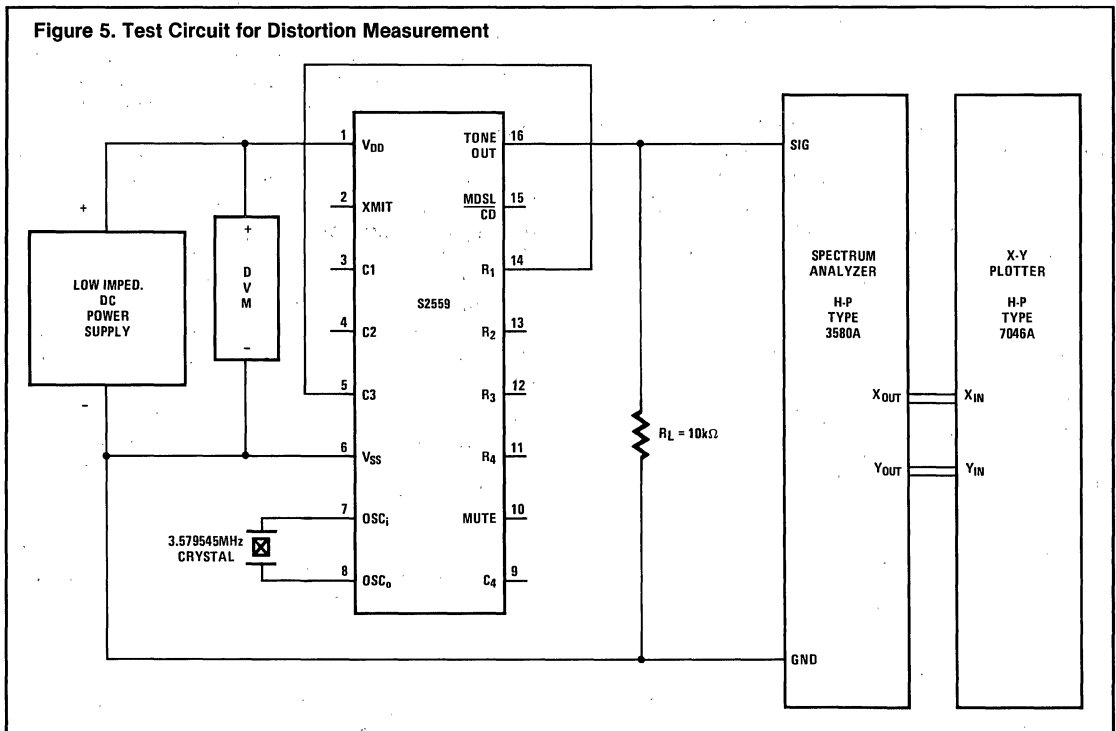 Figure 5. Test Circuit for Distortion Measurement
+
LOW IMPED.
DC
POWER
SUPPLY
−
+
D
V
M
−
1 VDD
2 XMIT
3 C1
4 C2
5 C3
6 VSS
7 OSCi
8 OSCo
3.579545MHz
CRYSTAL
S2559
TONE
OUT 16
MDSL
CD 15
R1 14
R2 13
R3 12
R4 11
MUTE 10
C4 9
RL = 10kΩ
SIG
SPECTRUM
ANALYZER
H-P
TYPE
3580A
XOUT
YOUT
GND
X-Y
PLOTTER
H-P
TYPE
7046A
XIN
YIN